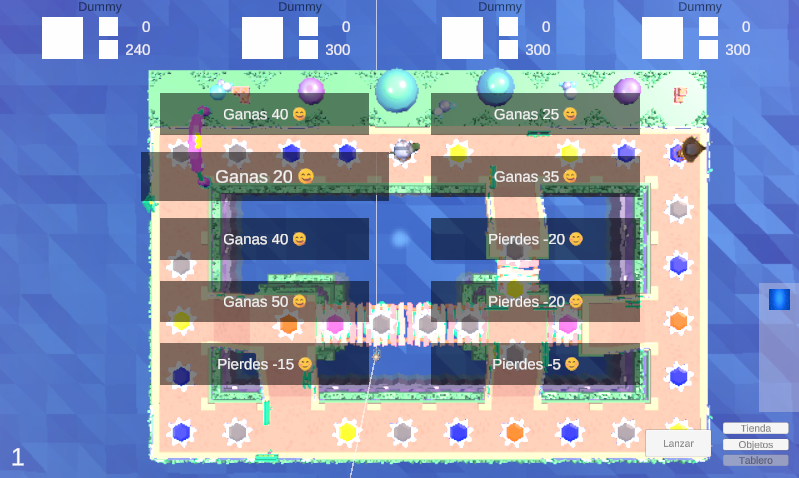 Dummy
0
240
Dummy
0
300
Dummy
0
300
Dummy
0
300
Ganas 40 😊
Ganas 25 😊
Ganas 20 😊
Ganas 35 😊
Ganas 40 😊
Pierdes -20 😊
Ganas 50 😊
Pierdes -20 😊
Pierdes -15 😊
Pierdes -5 😊
1
Lanzar
Tienda
Objetos
Tablero